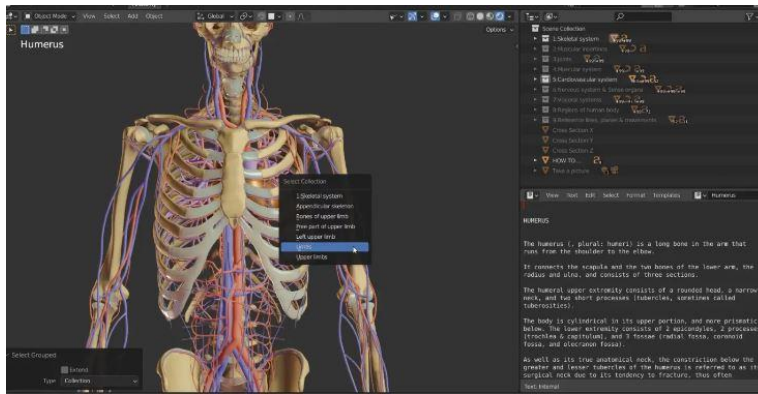 Object Mode View Select Add Object
Global
Options
Humerus
Select Collection
1.Skeletal system
Appendicular skeleton
Bones of upper limb
Free part of upper limb
Left upper limb
Limbs
Upper limbs
Select Grouped
Extend
Type Collection
Scene Collection
1.Skeletal system
2.Muscular insertions
3.Joints
4.Muscular system
5.Cardiovascular system
6.Nervous system & Sense organs
7.Visceral systems
8.Regions of human body
9.Reference lines, planes & movements
Cross Section X
Cross Section Y
Cross Section Z
HOW TO...
Take a picture
View Text Edit Select Format Templates Humerus
HUMERUS
The humerus (, plural: humeri) is a long bone in the arm that
runs from the shoulder to the elbow.
It connects the scapula and the two bones of the lower arm, the
radius and ulna, and consists of three sections.
The humeral upper extremity consists of a rounded head, a narrow
neck, and two short processes (tubercles, sometimes called
tuberosities).
The body is cylindrical in its upper portion, and more prismatic
below. The lower extremity consists of 2 epicondyles, 2 processes
(trochlea & capitulum), and 3 fossae (radial fossa, coronoid
fossa, and olecranon fossa).
As well as its true anatomical neck, the constriction below the
greater and lesser tubercles of the humerus is referred to as its
surgical neck due to its tendency to fracture, thus often
Text: Internal